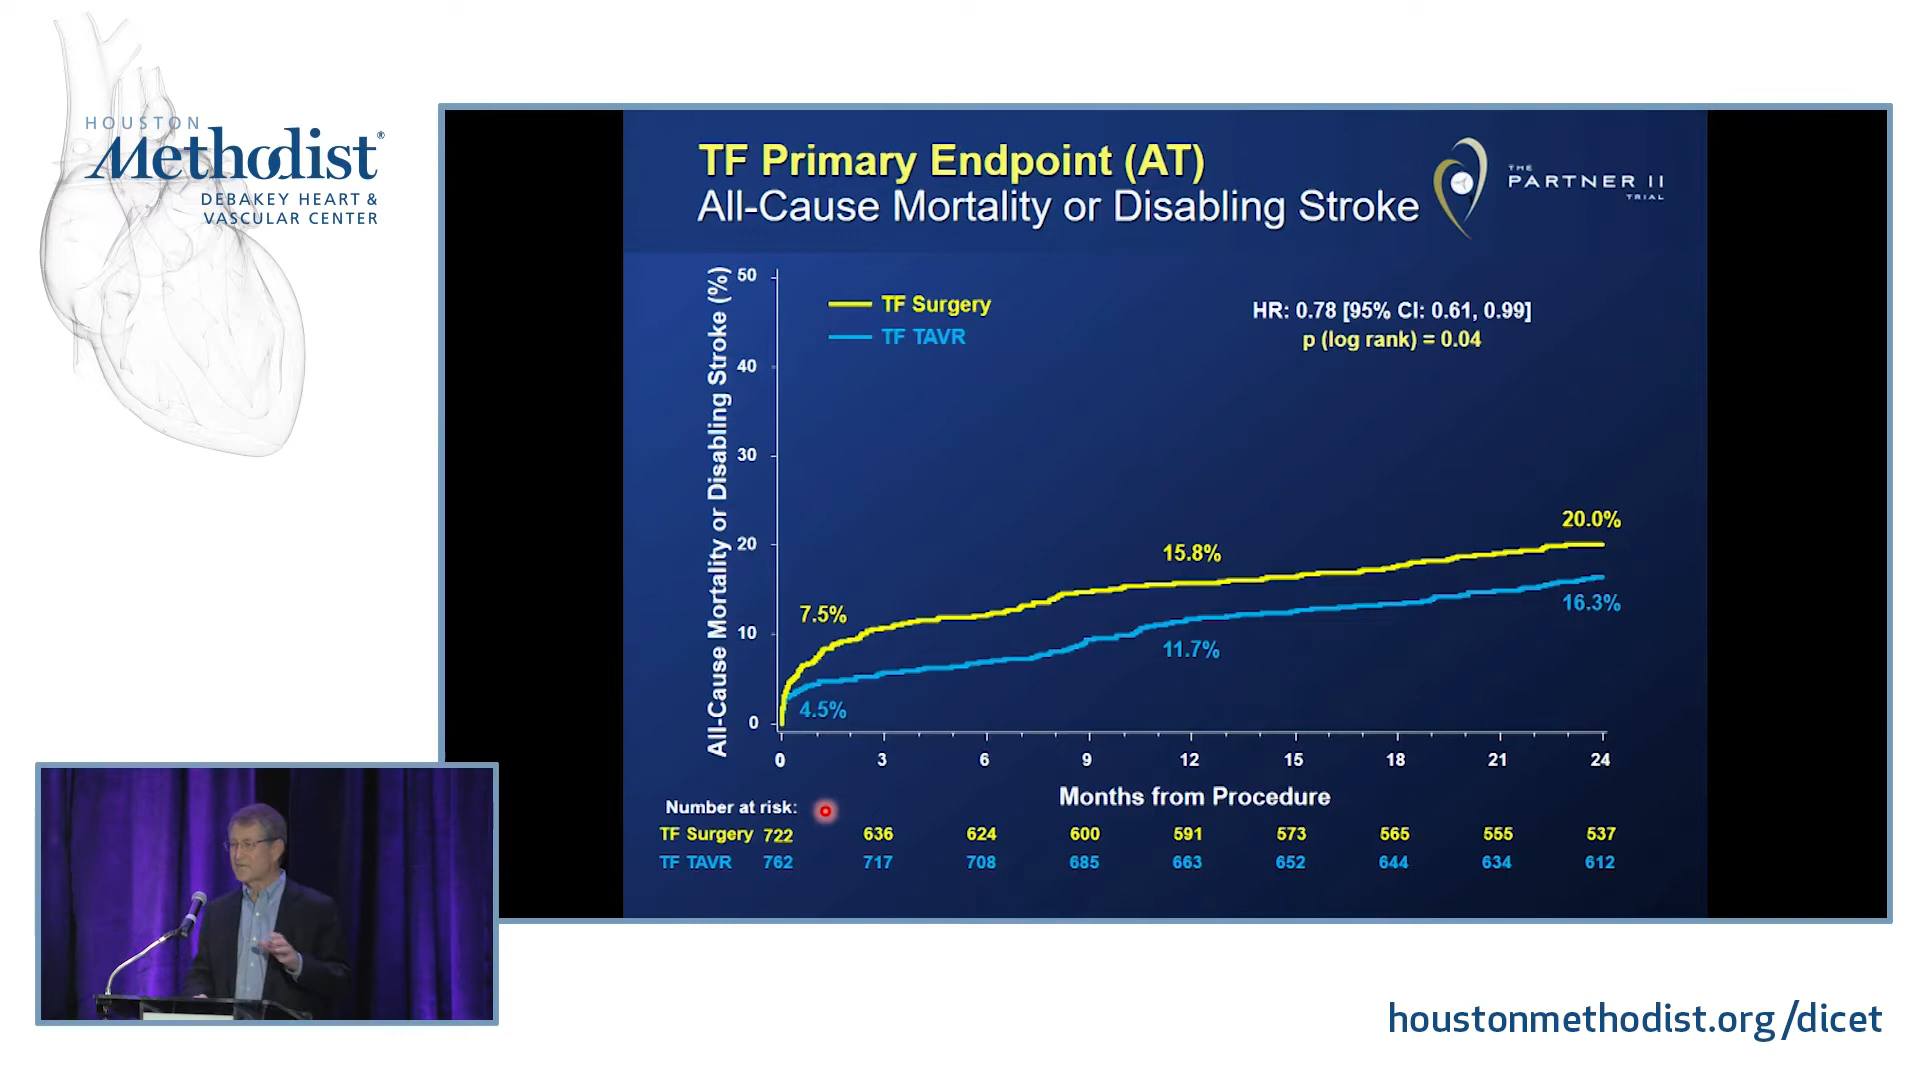 HOUSTON
Methodist®
DEBAKEY HEART &
VASCULAR CENTER
TF Primary Endpoint (AT)
All-Cause Mortality or Disabling Stroke
THE
PARTNER II
TRIAL
All-Cause Mortality or Disabling Stroke (%)
50
40
30
20
10
0
TF Surgery
TF TAVR
HR: 0.78 [95% CI: 0.61, 0.99]
p (log rank) = 0.04
7.5%
15.8%
20.0%
4.5%
11.7%
16.3%
0 3 6 9 12 15 18 21 24
Months from Procedure
Number at risk:
TF Surgery 722 636 624 600 591 573 565 555 537
TF TAVR 762 717 708 685 663 652 644 634 612
houstonmethodist.org/dicet